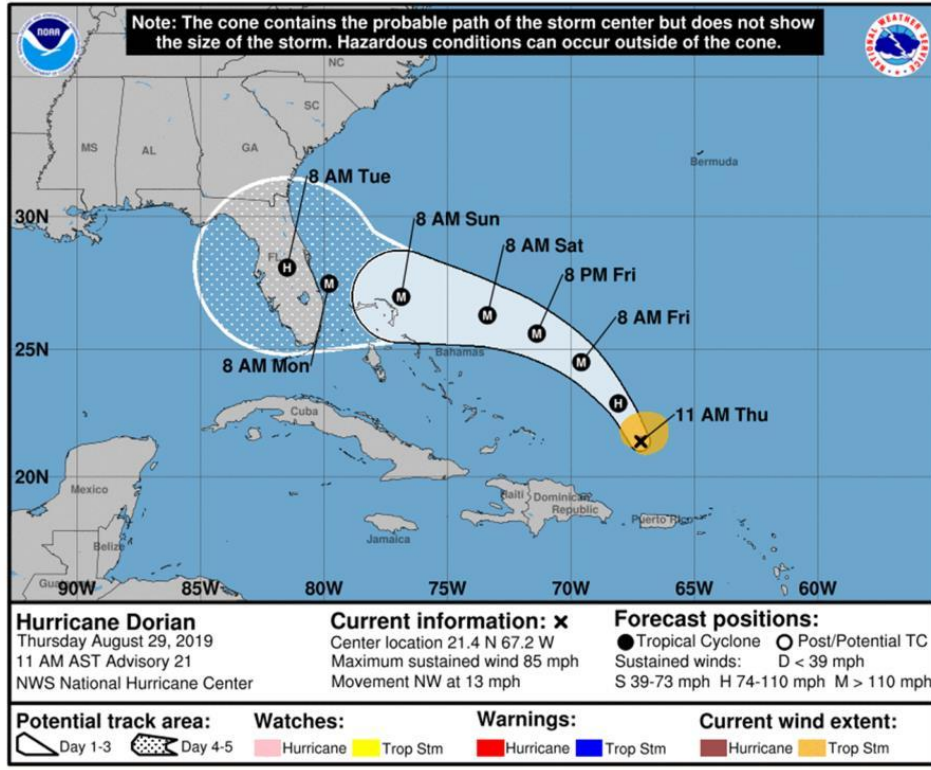 Note: The cone contains the probable path of the storm center but does not show
the size of the storm. Hazardous conditions can occur outside of the cone.
NOAA
NATIONAL WEATHER SERVICE
NC
SC
MS
AL
GA
Bermuda
8 AM Tue
30N
8 AM Sun
8 AM Sat
FL
H
M
M
8 PM Fri
M
M
8 AM Fri
M
25N
Bahamas
8 AM Mon
H
Cuba
11 AM Thu
20N
Mexico
Haiti
Dominican
Republic
Puerto Rico
Jamaica
Belize
90W 85W 80W 75W 70W 65W 60W
Hurricane Dorian
Thursday August 29, 2019
11 AM AST Advisory 21
NWS National Hurricane Center
Current information: ✖
Center location 21.4 N 67.2 W
Maximum sustained wind 85 mph
Movement NW at 13 mph
Forecast positions:
● Tropical Cyclone ○ Post/Potential TC
Sustained winds: D < 39 mph
S 39-73 mph H 74-110 mph M > 110 mph
Potential track area:
Day 1-3 Day 4-5
Watches:
Hurricane Trop Stm
Warnings:
Hurricane Trop Stm
Current wind extent:
Hurricane Trop Stm